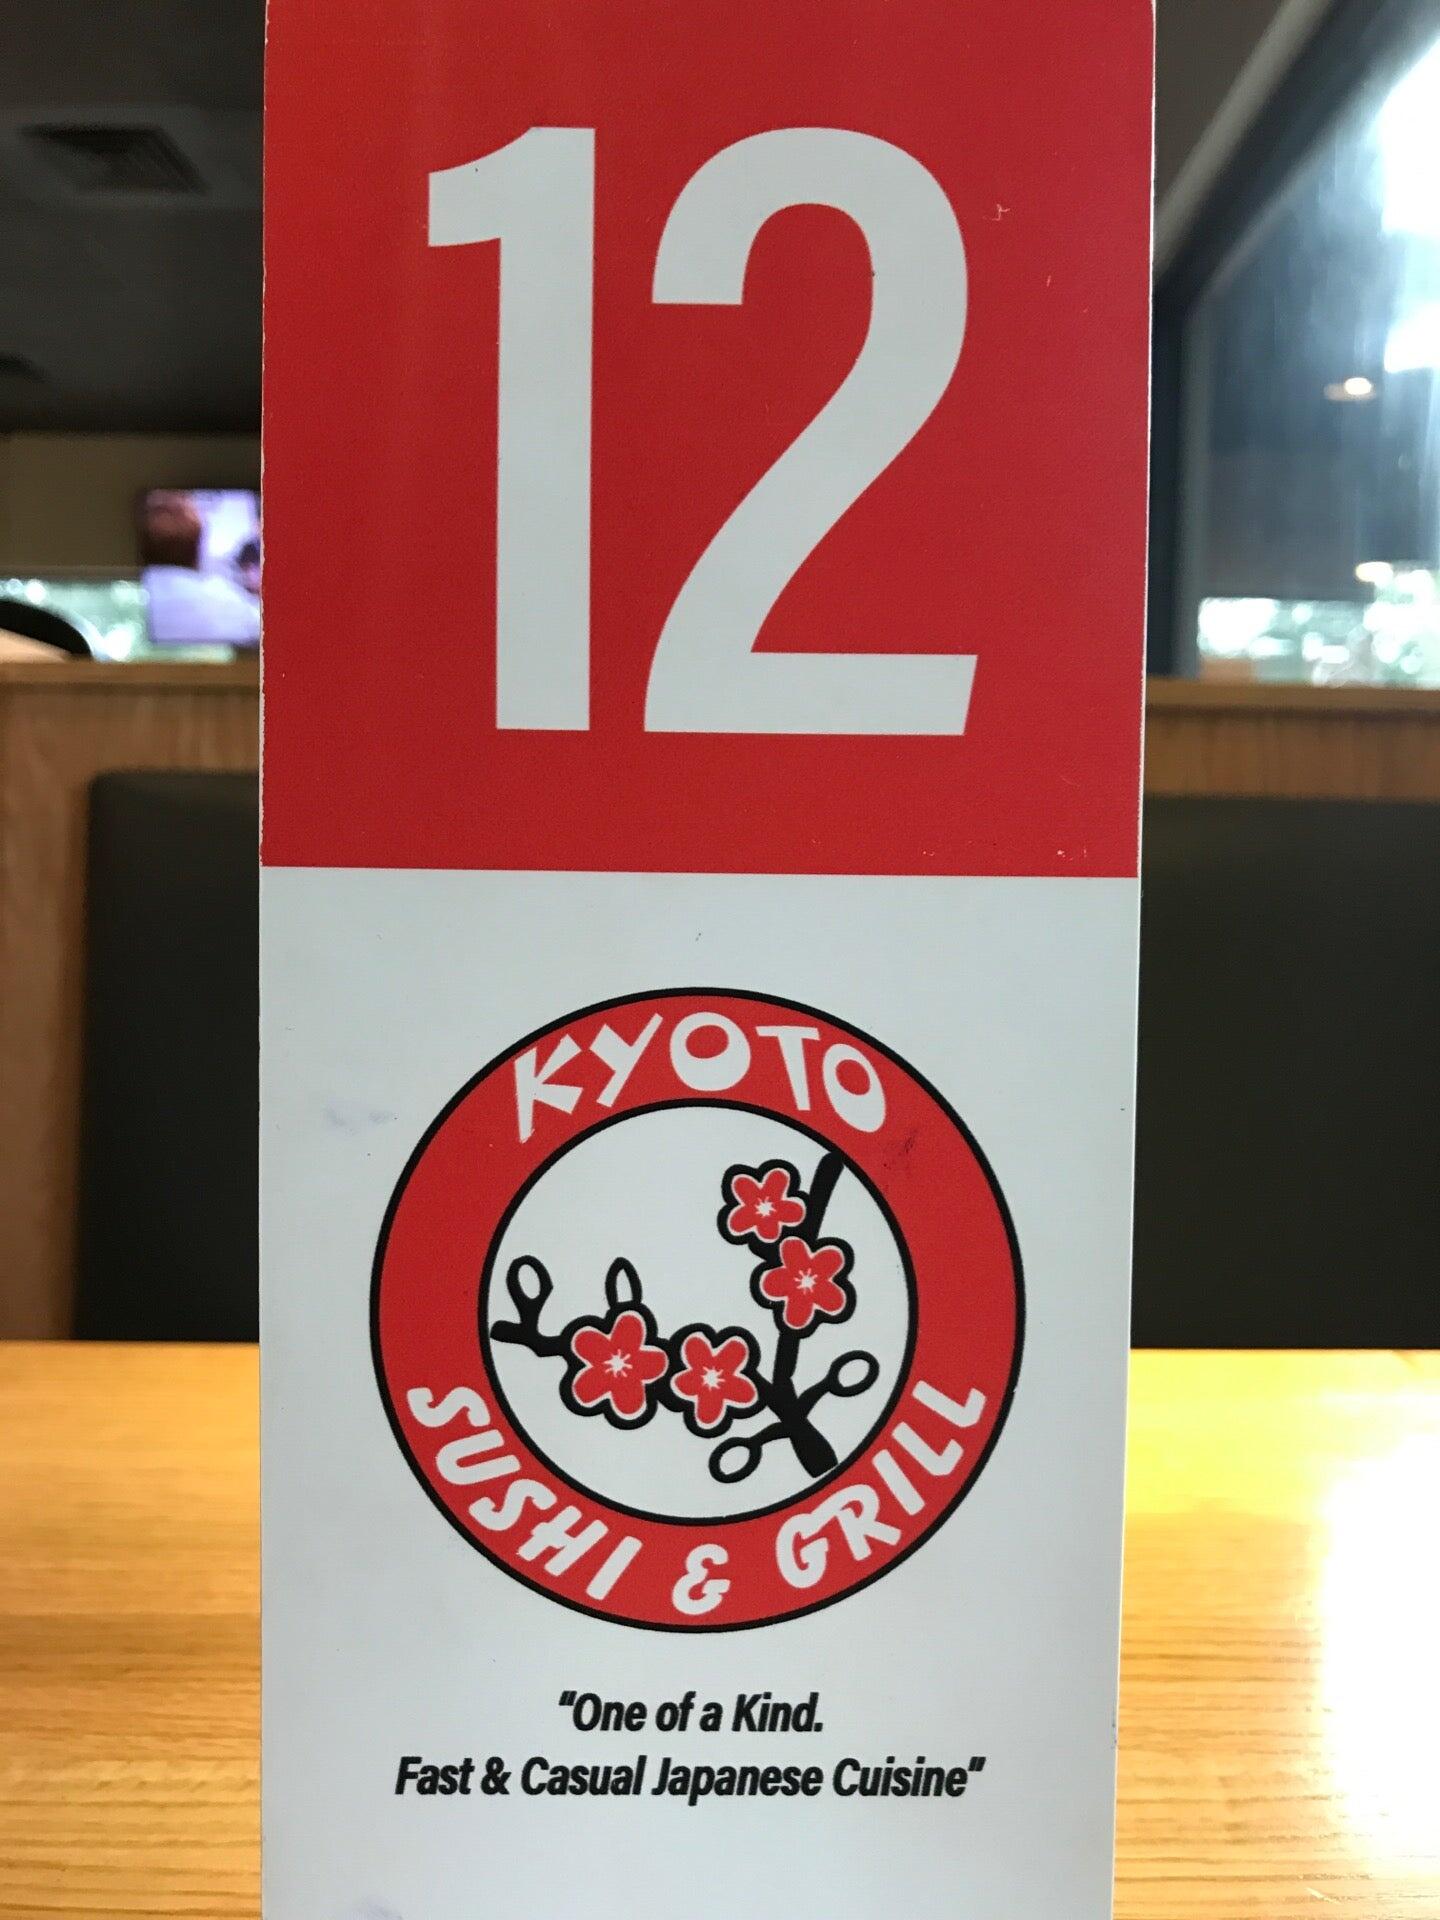 12
KYOTO
SUSHI & GRILL
"One of a Kind.
Fast & Casual Japanese Cuisine"